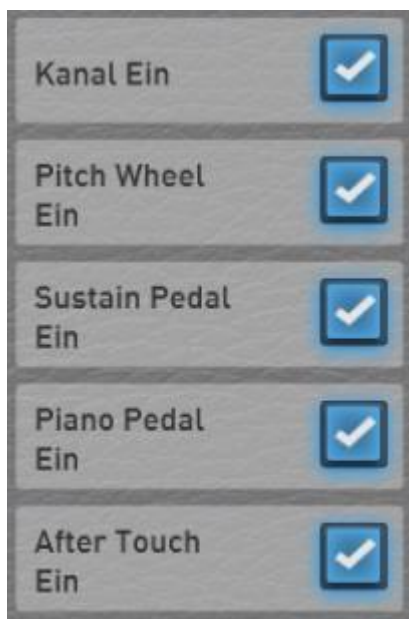 Kanal Ein
Pitch Wheel
Ein
Sustain Pedal
Ein
Piano Pedal
Ein
After Touch
Ein